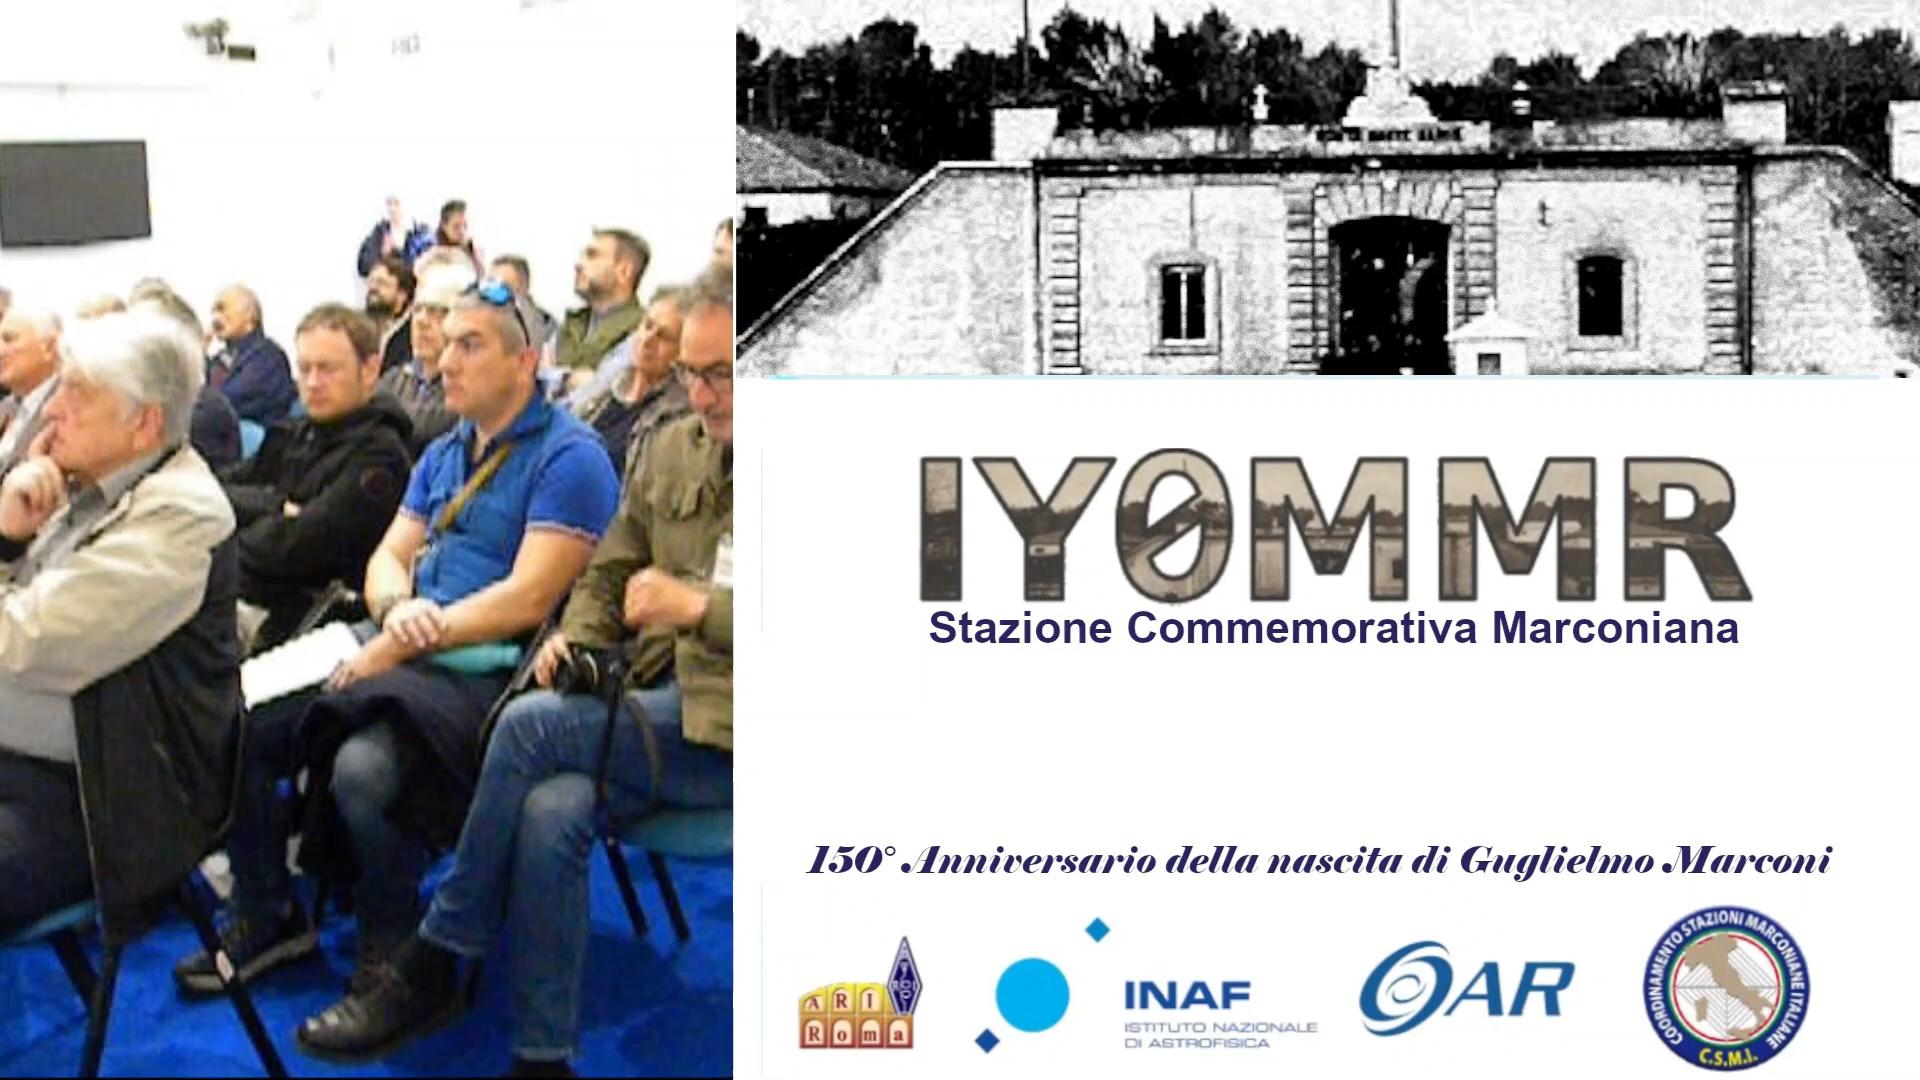 IY0MMR
Stazione Commemorativa Marconiana
150° Anniversario della nascita di Guglielmo Marconi
ARI
Roma
INAF
ISTITUTO NAZIONALE
DI ASTROFISICA
OAR
COORDINAMENTO STAZIONI MARCONIANE ITALIANE
C.S.M.I.